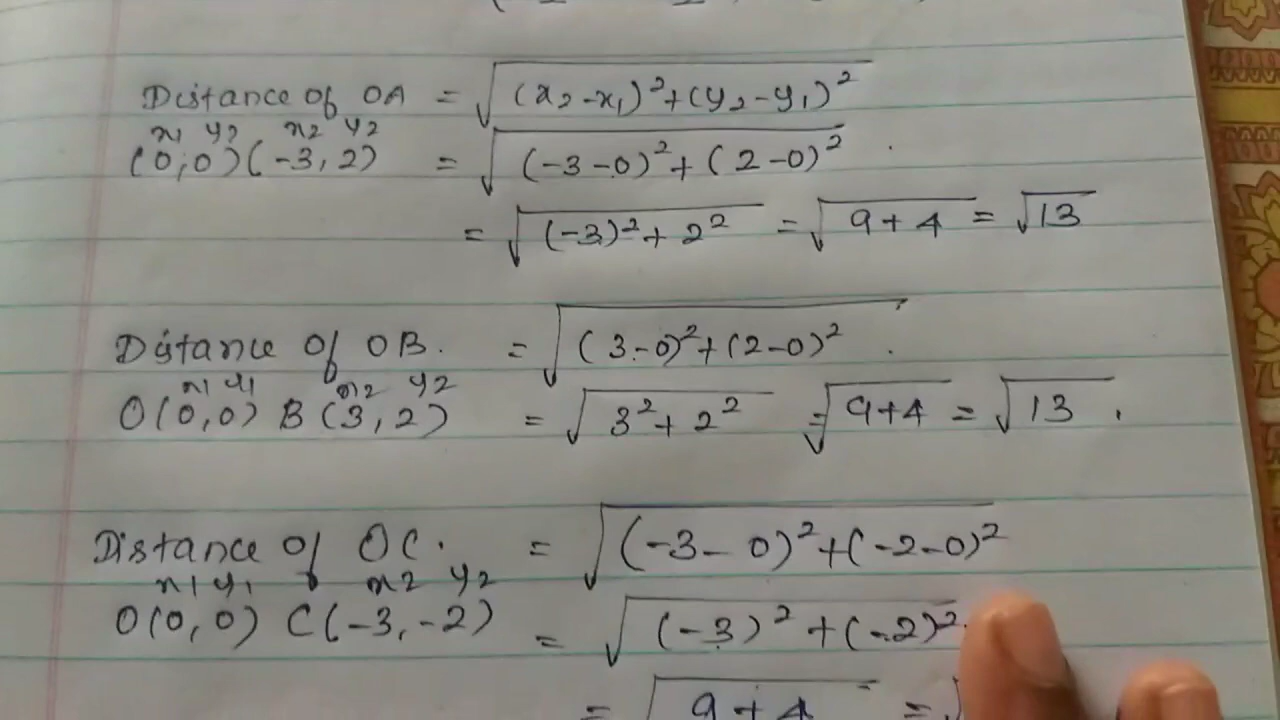 Distance of OA = √(x2-x1)²+(y2-y1)²
x1 y2 x2 y2
(0,0)(-3,2) = √(-3-0)²+(2-0)²
= √(-3)²+2² = √9+4 = √13
Distance of OB. = √(3-0)²+(2-0)²
x1 y1 x2 y2
O(0,0) B(3,2) = √3²+2² = √9+4 = √13.
Distance of OC. = √(-3-0)²+(-2-0)²
x1 y1 x2 y2
O(0,0) C(-3,-2) = √(-3)²+(-2)²
= √9+4 = √